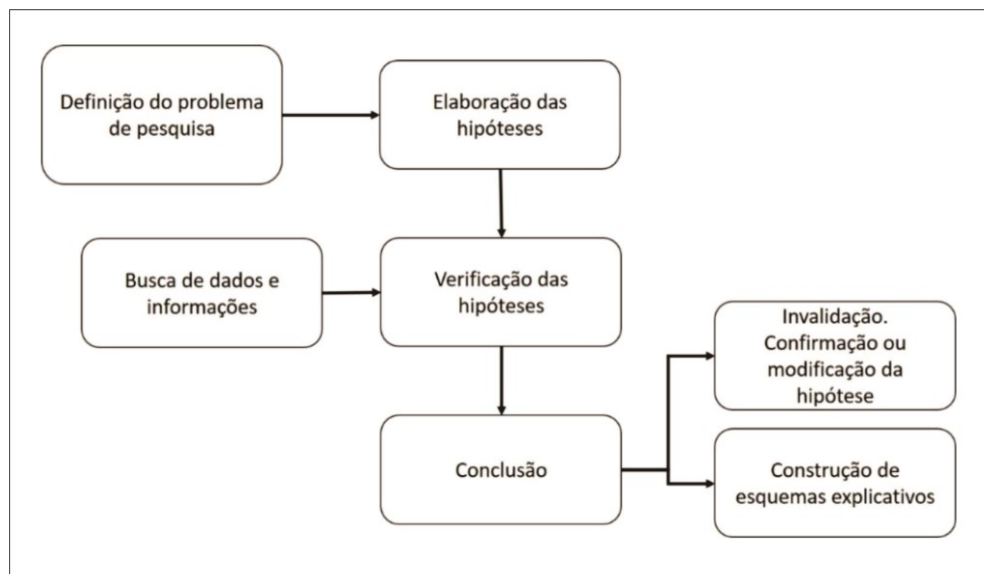 Definição do problema
de pesquisa
Elaboração das
hipóteses
Busca de dados e
informações
Verificação das
hipóteses
Conclusão
Invalidação.
Confirmação ou
modificação da
hipótese
Construção de
esquemas explicativos